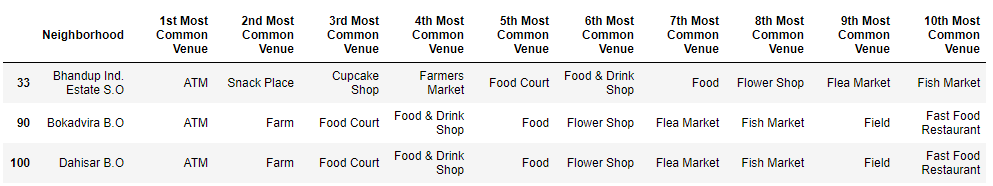 Neighborhood 1st Most Common Venue 2nd Most Common Venue 3rd Most Common Venue 4th Most Common Venue 5th Most Common Venue 6th Most Common Venue 7th Most Common Venue 8th Most Common Venue 9th Most Common Venue 10th Most Common Venue
33 Bhandup Ind. Estate S.O ATM Snack Place Cupcake Shop Farmers Market Food Court Food & Drink Shop Food Flower Shop Flea Market Fish Market
90 Bokadvira B.O ATM Farm Food Court Food & Drink Shop Food Flower Shop Flea Market Fish Market Field Fast Food Restaurant
100 Dahisar B.O ATM Farm Food Court Food & Drink Shop Food Flower Shop Flea Market Fish Market Field Fast Food Restaurant